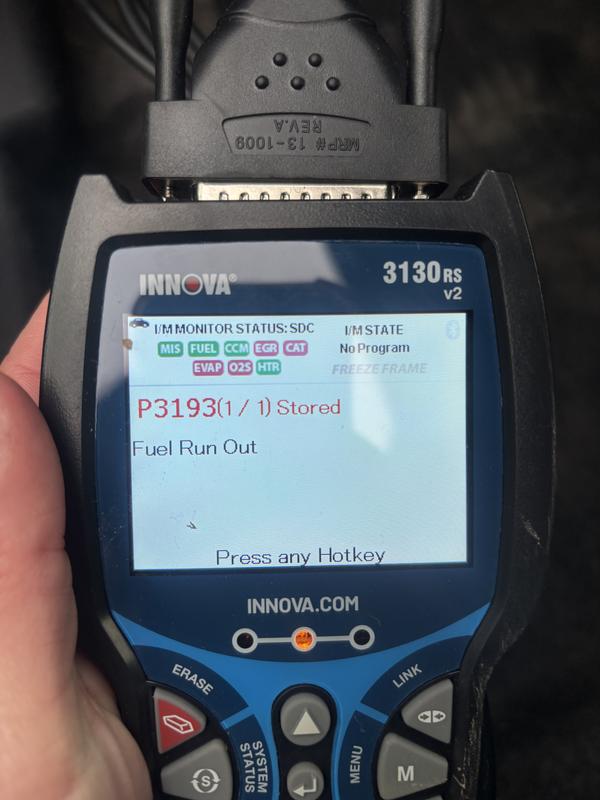 MRP# 13-1009
REV.A
INNOVA®
3130RS
v2
I/M MONITOR STATUS: SDC
I/M STATE
MIS FUEL CCM EGR CAT
No Program
EVAP O2S HTR
FREEZE FRAME
P3193(1 / 1) Stored
Fuel Run Out
Press any Hotkey
INNOVA.COM
ERASE
LINK
SYSTEM
STATUS
MENU
S
M